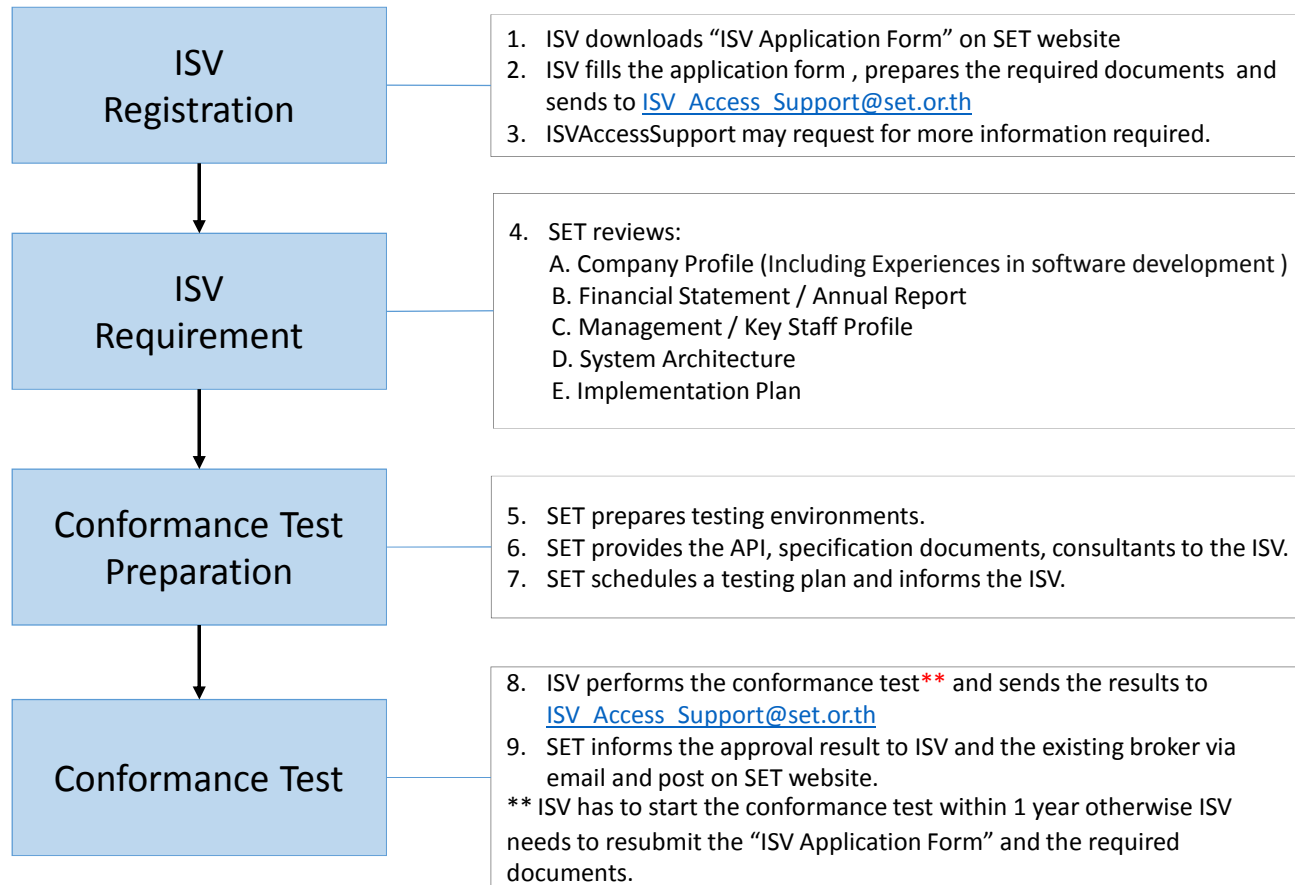 ISV
Registration
1. ISV downloads “ISV Application Form” on SET website
2. ISV fills the application form , prepares the required documents and
sends to ISV_Access_Support@set.or.th
3. ISVAccessSupport may request for more information required.
ISV
Requirement
4. SET reviews:
A. Company Profile (Including Experiences in software development )
B. Financial Statement / Annual Report
C. Management / Key Staff Profile
D. System Architecture
E. Implementation Plan
Conformance Test
Preparation
5. SET prepares testing environments.
6. SET provides the API, specification documents, consultants to the ISV.
7. SET schedules a testing plan and informs the ISV.
Conformance Test
8. ISV performs the conformance test** and sends the results to
ISV_Access_Support@set.or.th
9. SET informs the approval result to ISV and the existing broker via
email and post on SET website.
** ISV has to start the conformance test within 1 year otherwise ISV
needs to resubmit the “ISV Application Form” and the required
documents.